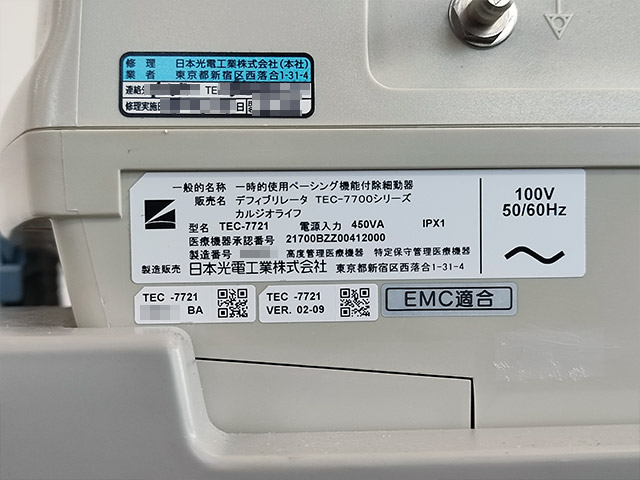 修理 日本光電工業株式会社(本社)
業者 東京都新宿区西落合1-31-4
連絡先 TE
修理実施 日
一般的名称 一時的使用ペーシング機能付除細動器
販売名 デフィブリレータ TEC-7700シリーズ
カルジオライフ
型名 TEC-7721 電源入力 450VA IPX1
医療機器承認番号 21700BZZ00412000
製造番号 高度管理医療機器 特定保守管理医療機器
製造販売 日本光電工業株式会社 東京都新宿区西落合1-31-4
100V
50/60Hz
TEC -7721
BA
TEC -7721
VER. 02-09
EMC適合